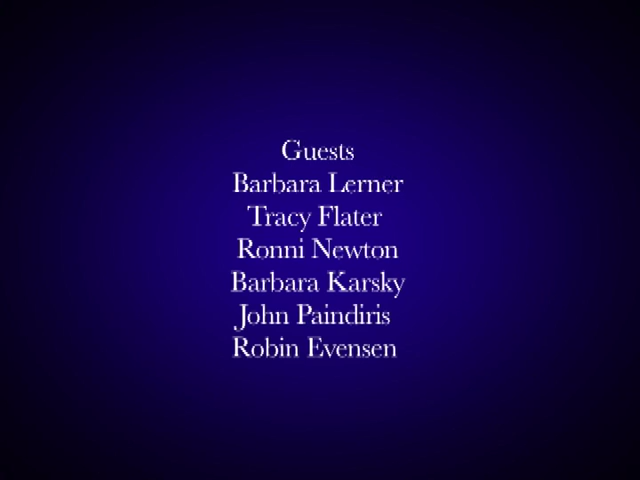 Guests
Barbara Lerner
Tracy Flater
Ronni Newton
Barbara Karsky
John Paindiris
Robin Evensen